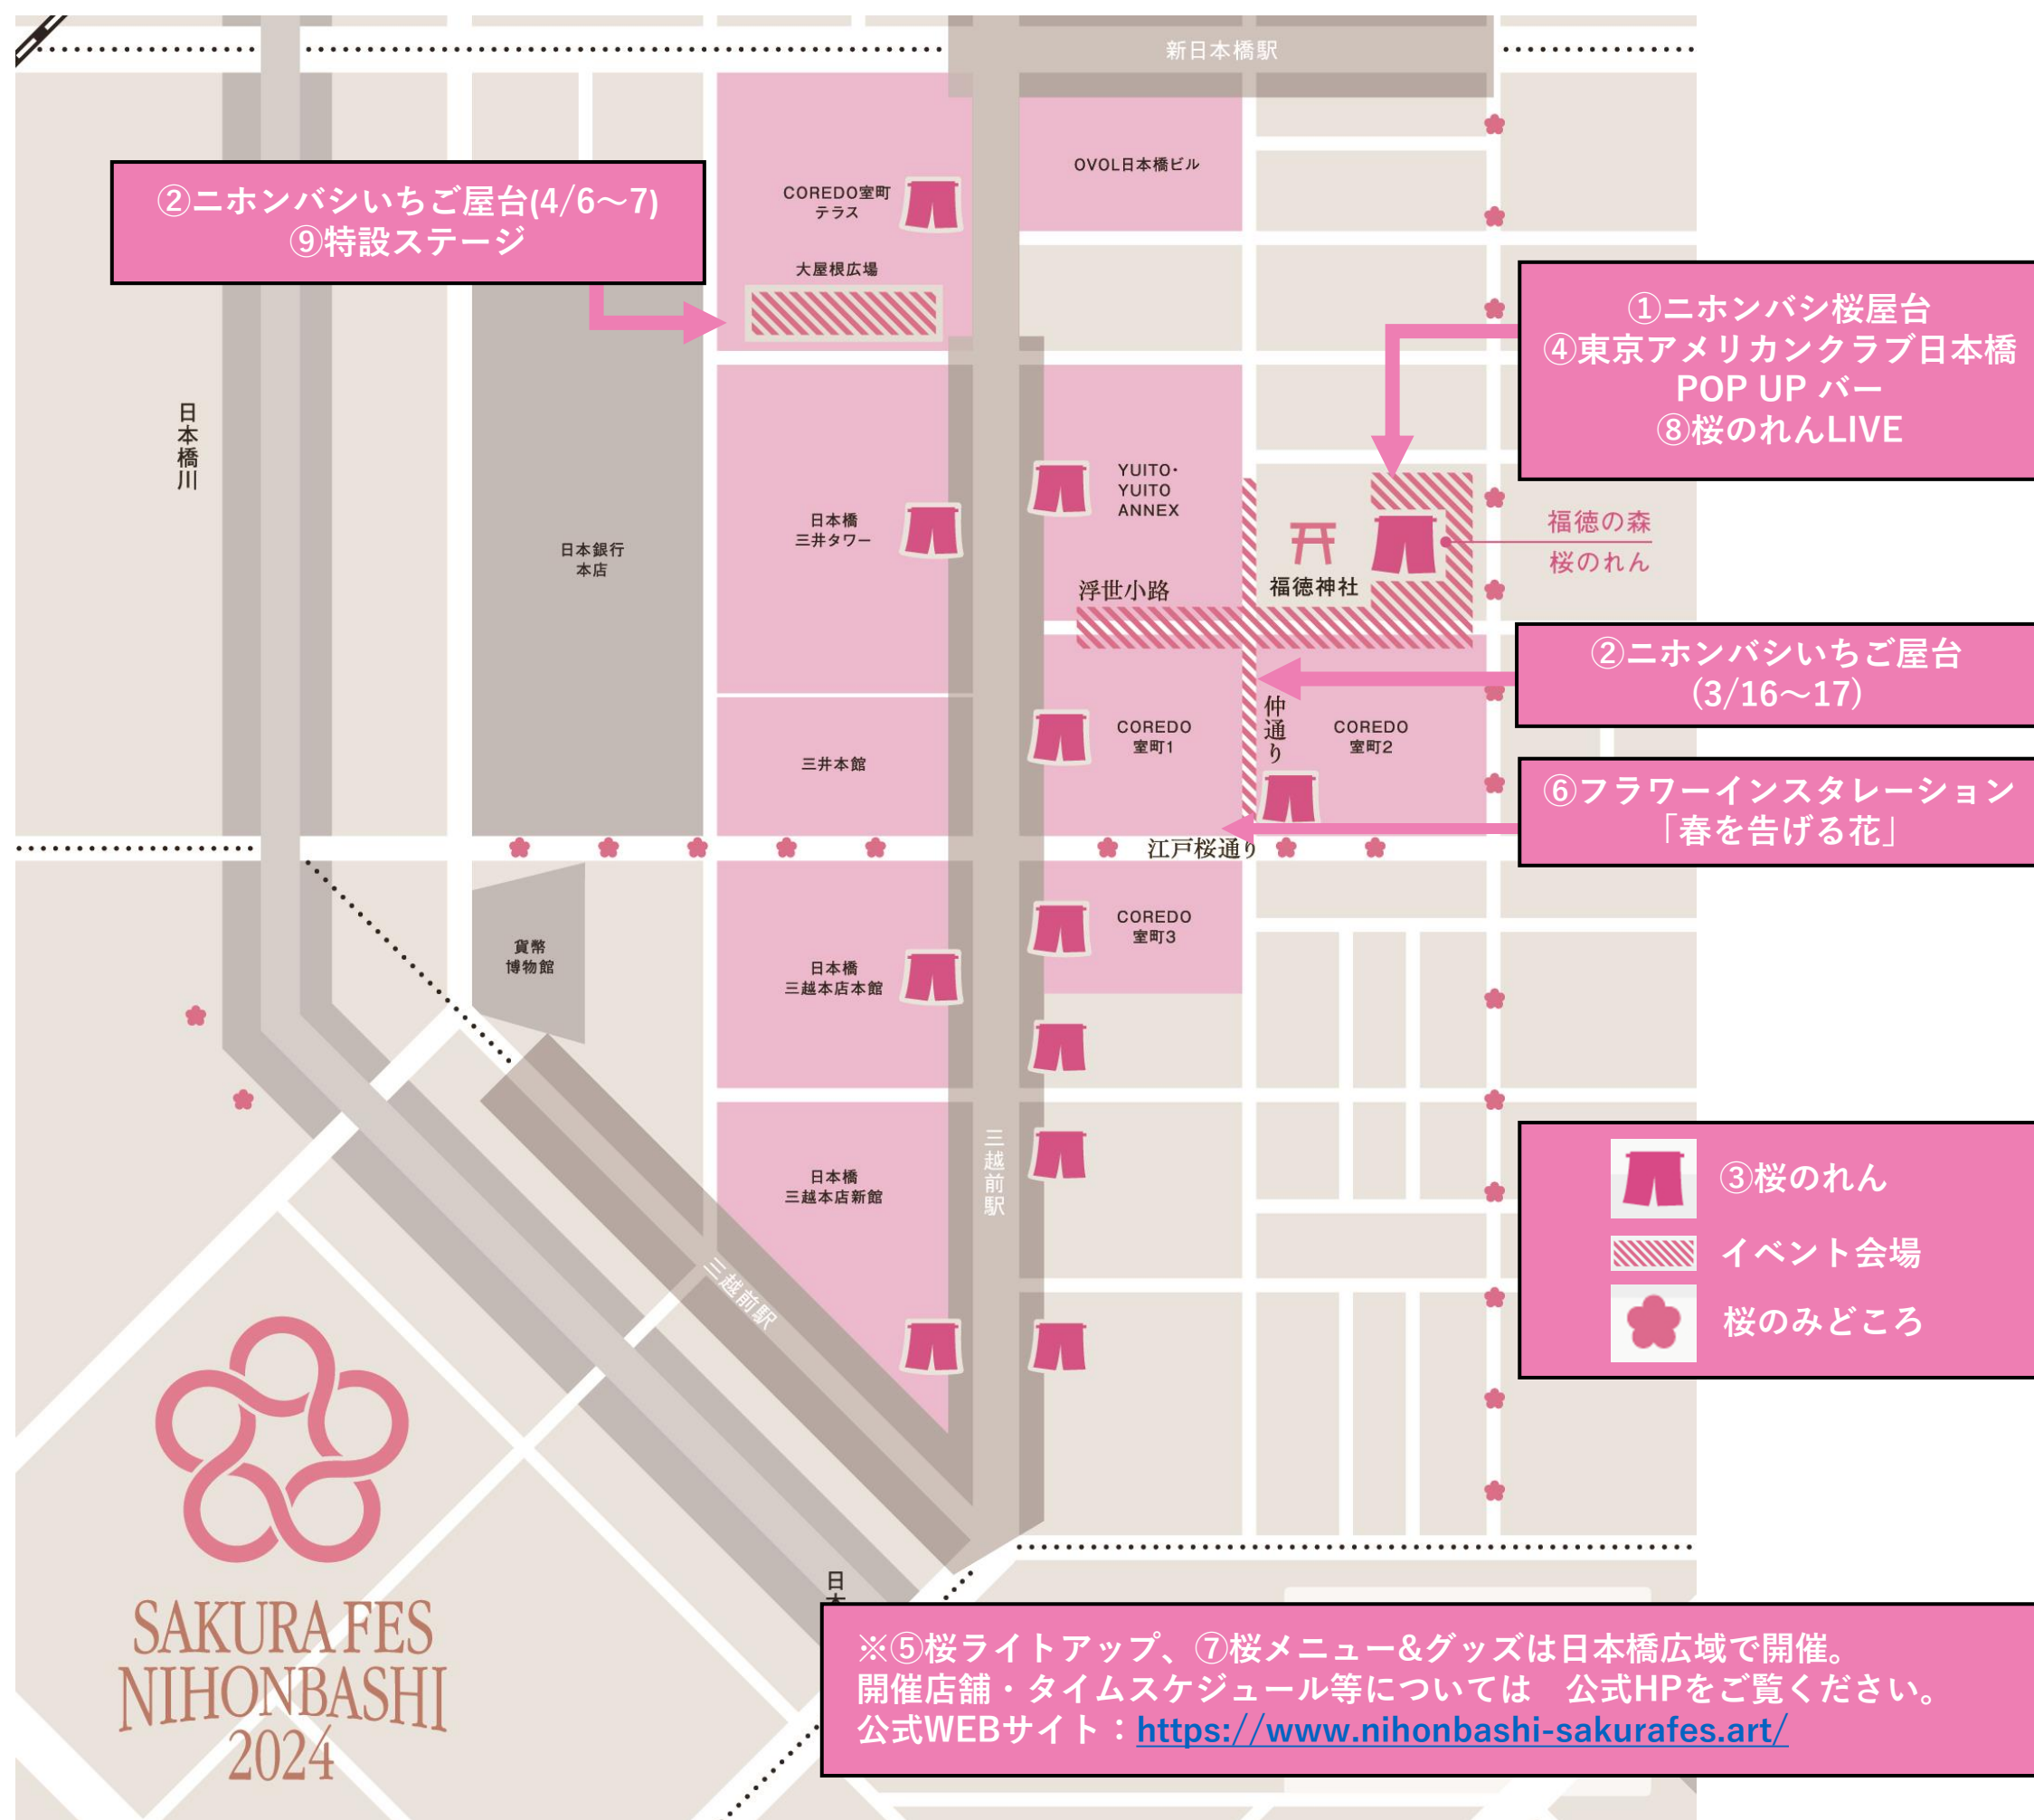 新日本橋駅
OVOL日本橋ビル
COREDO室町
テラス
大屋根広場
②ニホンバシいちご屋台(4/6～7)
⑨特設ステージ
①ニホンバシ桜屋台
④東京アメリカンクラブ日本橋
POP UP バー
⑧桜のれんLIVE
日本橋川
日本銀行
本店
日本橋
三井タワー
YUITO・
YUITO
ANNEX
福徳神社
福徳の森
桜のれん
浮世小路
②ニホンバシいちご屋台
(3/16～17)
仲通り
COREDO
室町1
COREDO
室町2
三井本館
⑥フラワーインスタレーション
「春を告げる花」
江戸桜通り
貨幣
博物館
日本橋
三越本店本館
COREDO
室町3
三越前駅
日本橋
三越本店新館
三越前駅
③桜のれん
イベント会場
桜のみどころ
SAKURA FES
NIHONBASHI
2024
日
※⑤桜ライトアップ、⑦桜メニュー&グッズは日本橋広域で開催。
開催店舗・タイムスケジュール等については　公式HPをご覧ください。
公式WEBサイト：https://www.nihonbashi-sakurafes.art/